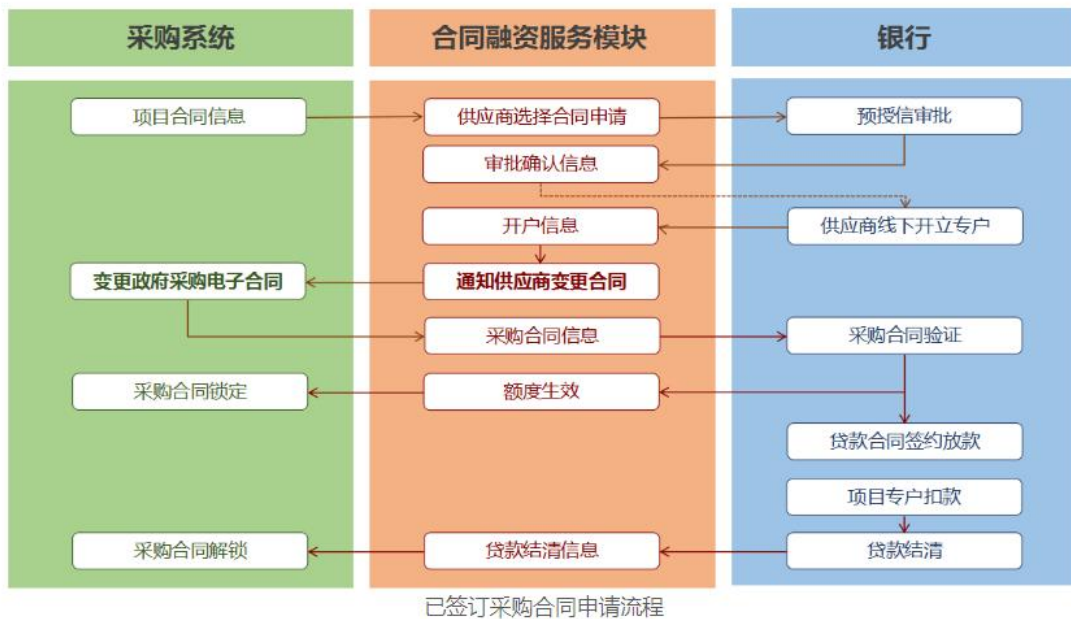 采购系统 合同融资服务模块 银行
项目合同信息 供应商选择合同申请 预授信审批
审批确认信息
开户信息 供应商线下开立专户
变更政府采购电子合同 通知供应商变更合同
采购合同信息 采购合同验证
采购合同锁定 额度生效
贷款合同签约放款
项目专户扣款
采购合同解锁 贷款结清信息 贷款结清
已签订采购合同申请流程